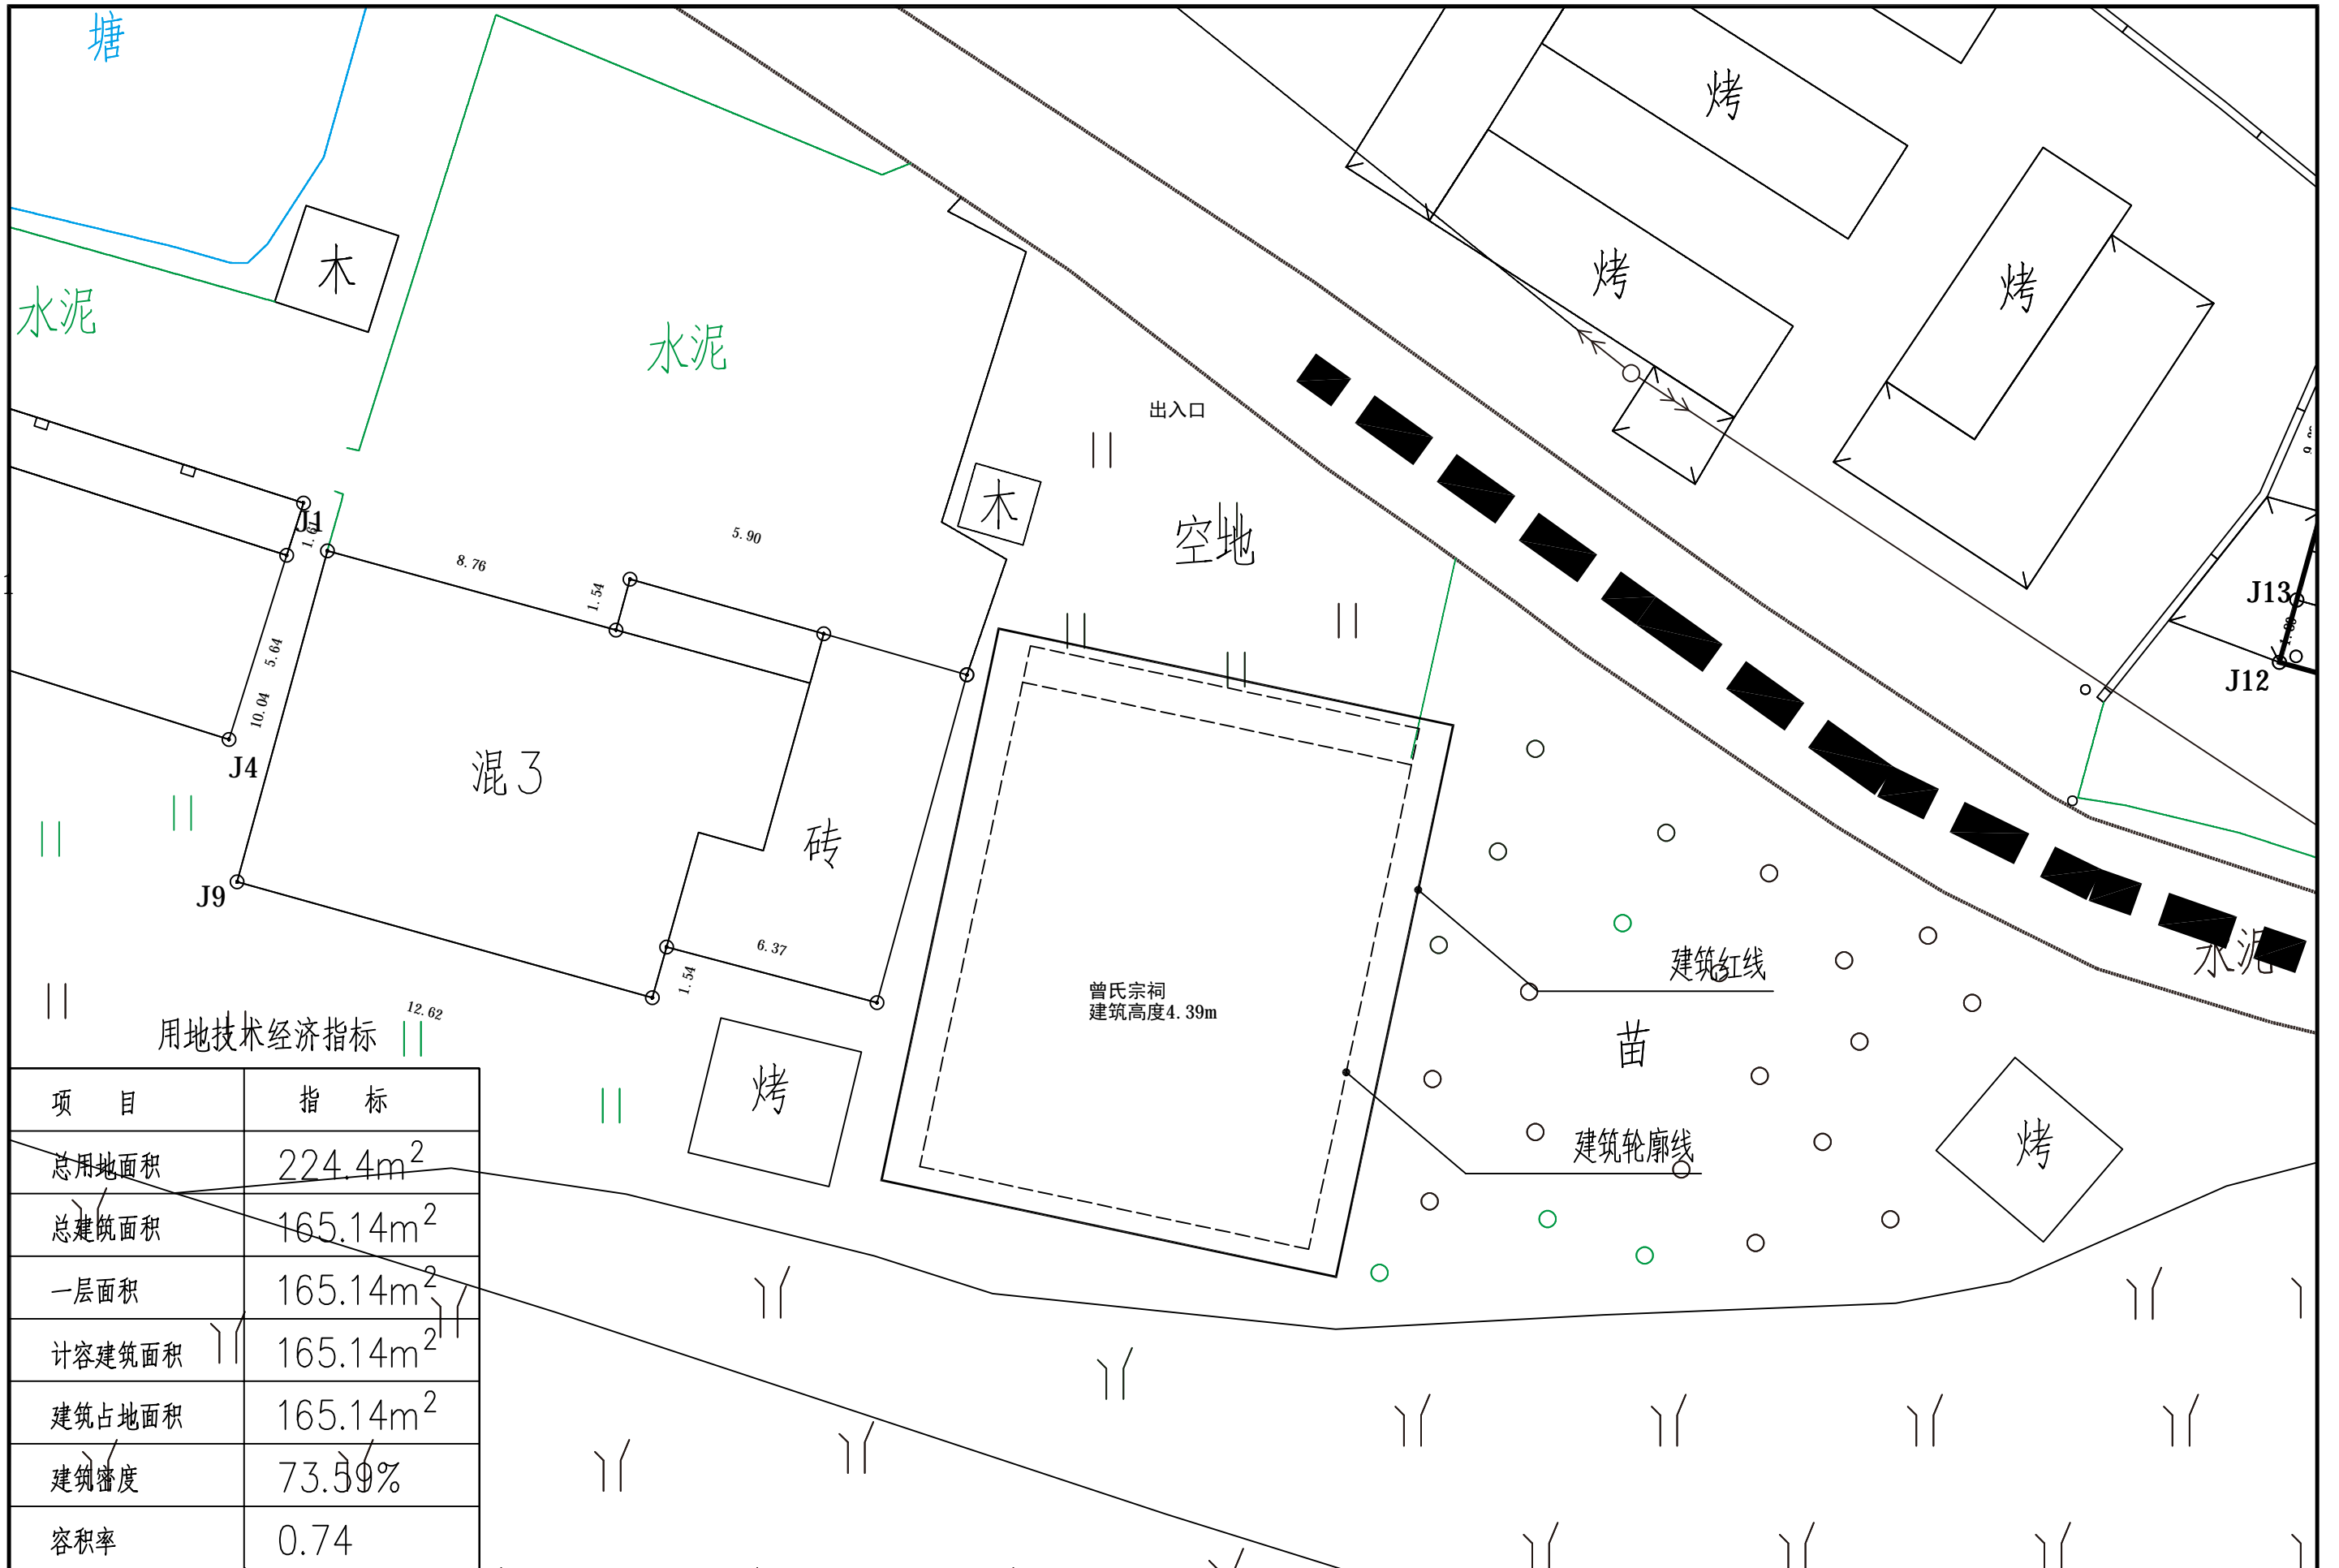 塘
烤
木
烤
烤
水泥
水泥
出入口
木
J1
1.61
5.90
空地
8.76
1.54
J13
1.80
J12
5.64
10.04
J4
混3
砖
J9
6.37
1.54
水泥
建筑红线
曾氏宗祠
建筑高度4.39m
12.62
用地技术经济指标
苗
烤
建筑轮廓线
烤
项 目 指 标
总用地面积 224.4m²
总建筑面积 165.14m²
一层面积 165.14m²
计容建筑面积 165.14m²
建筑占地面积 165.14m²
建筑密度 73.59%
容积率 0.74